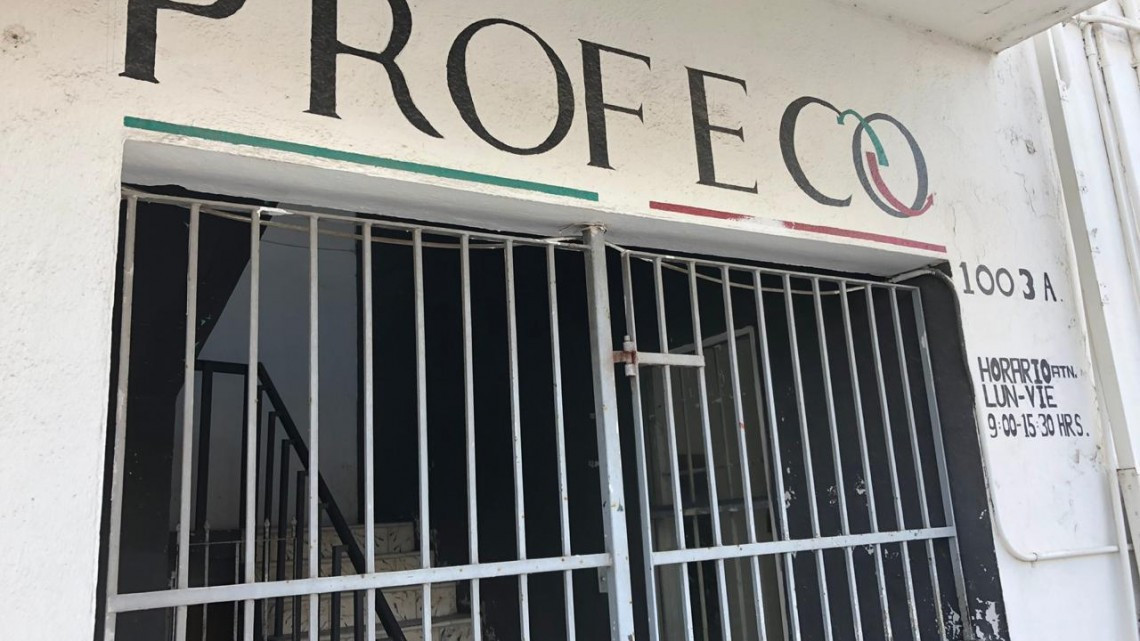 PROFECO
1003 A.
HORARIO ATN.
LUN-VIE
9:00-15:30 HRS.